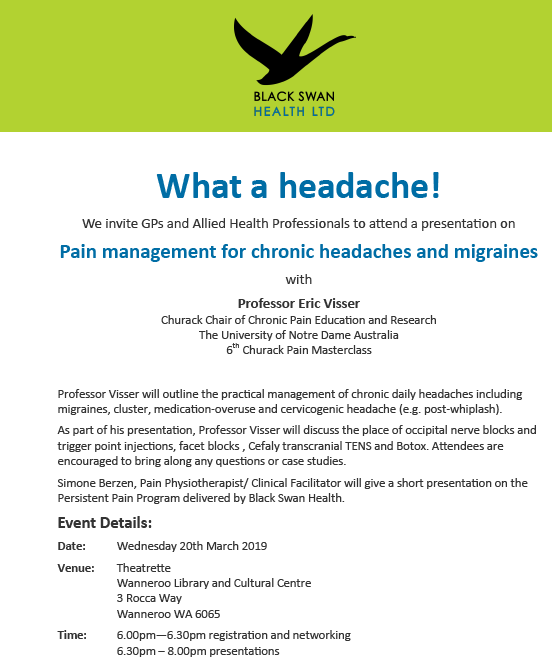 BLACK SWAN
HEALTH LTD
What a headache!
We invite GPs and Allied Health Professionals to attend a presentation on
Pain management for chronic headaches and migraines
with
Professor Eric Visser
Churack Chair of Chronic Pain Education and Research
The University of Notre Dame Australia
6th Churack Pain Masterclass
Professor Visser will outline the practical management of chronic daily headaches including
migraines, cluster, medication-overuse and cervicogenic headache (e.g. post-whiplash).
As part of his presentation, Professor Visser will discuss the place of occipital nerve blocks and
trigger point injections, facet blocks , Cefaly transcranial TENS and Botox. Attendees are
encouraged to bring along any questions or case studies.
Simone Berzen, Pain Physiotherapist/ Clinical Facilitator will give a short presentation on the
Persistent Pain Program delivered by Black Swan Health.
Event Details:
Date: Wednesday 20th March 2019
Venue: Theatrette
Wanneroo Library and Cultural Centre
3 Rocca Way
Wanneroo WA 6065
Time: 6.00pm—6.30pm registration and networking
6.30pm – 8.00pm presentations